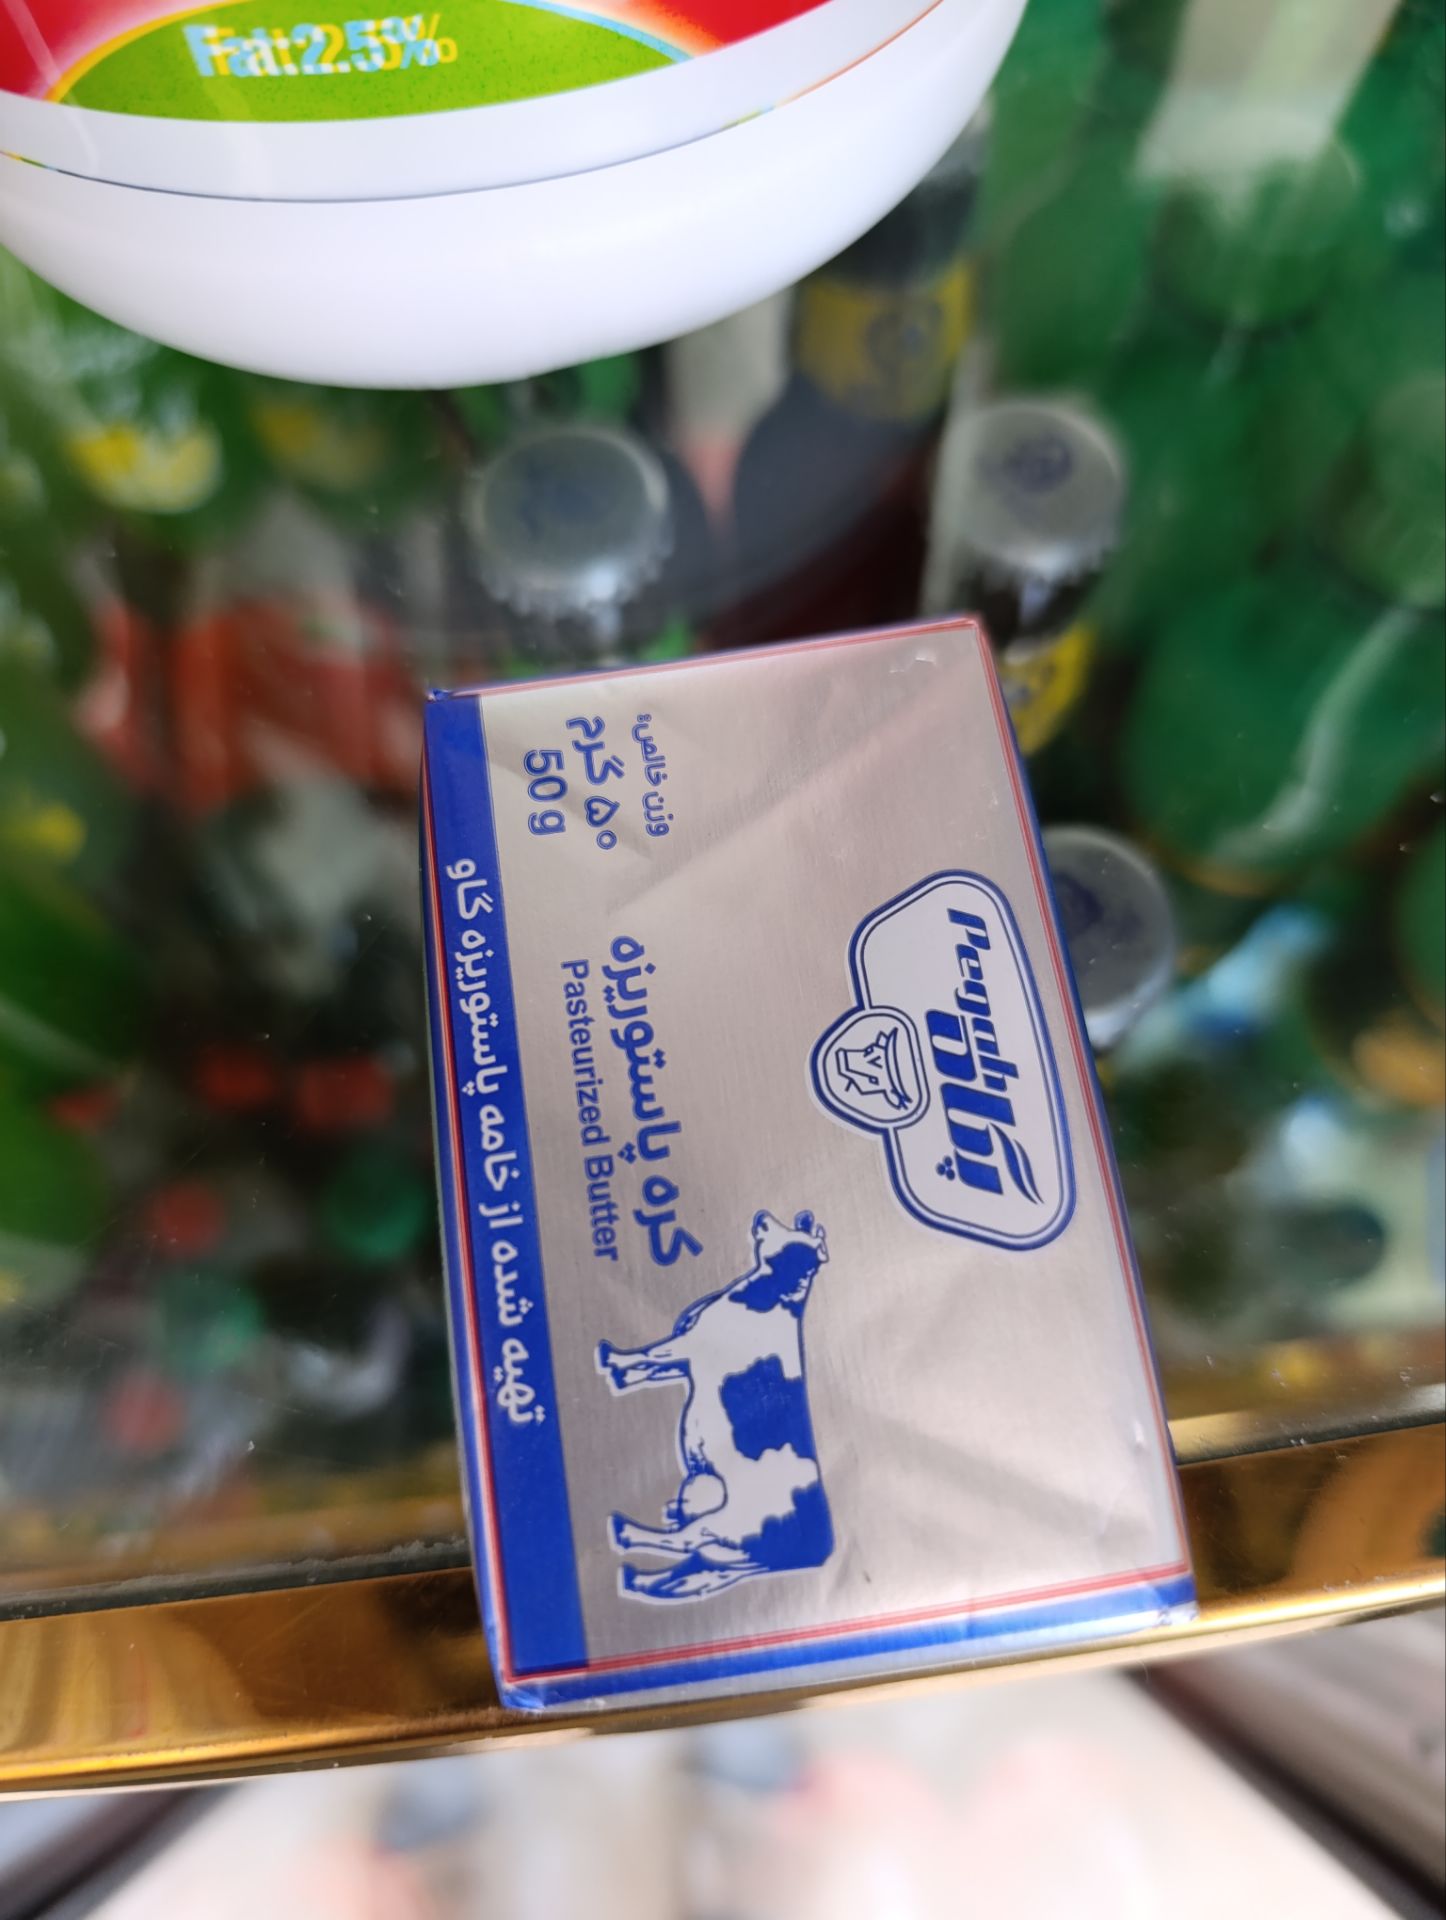 Fat:2.5%
Pegah
پگاه
وزن خالص:
۵۰ گرم
50 g
کره پاستوریزه
Pasteurized Butter
تهیه شده از خامه پاستوریزه گاو